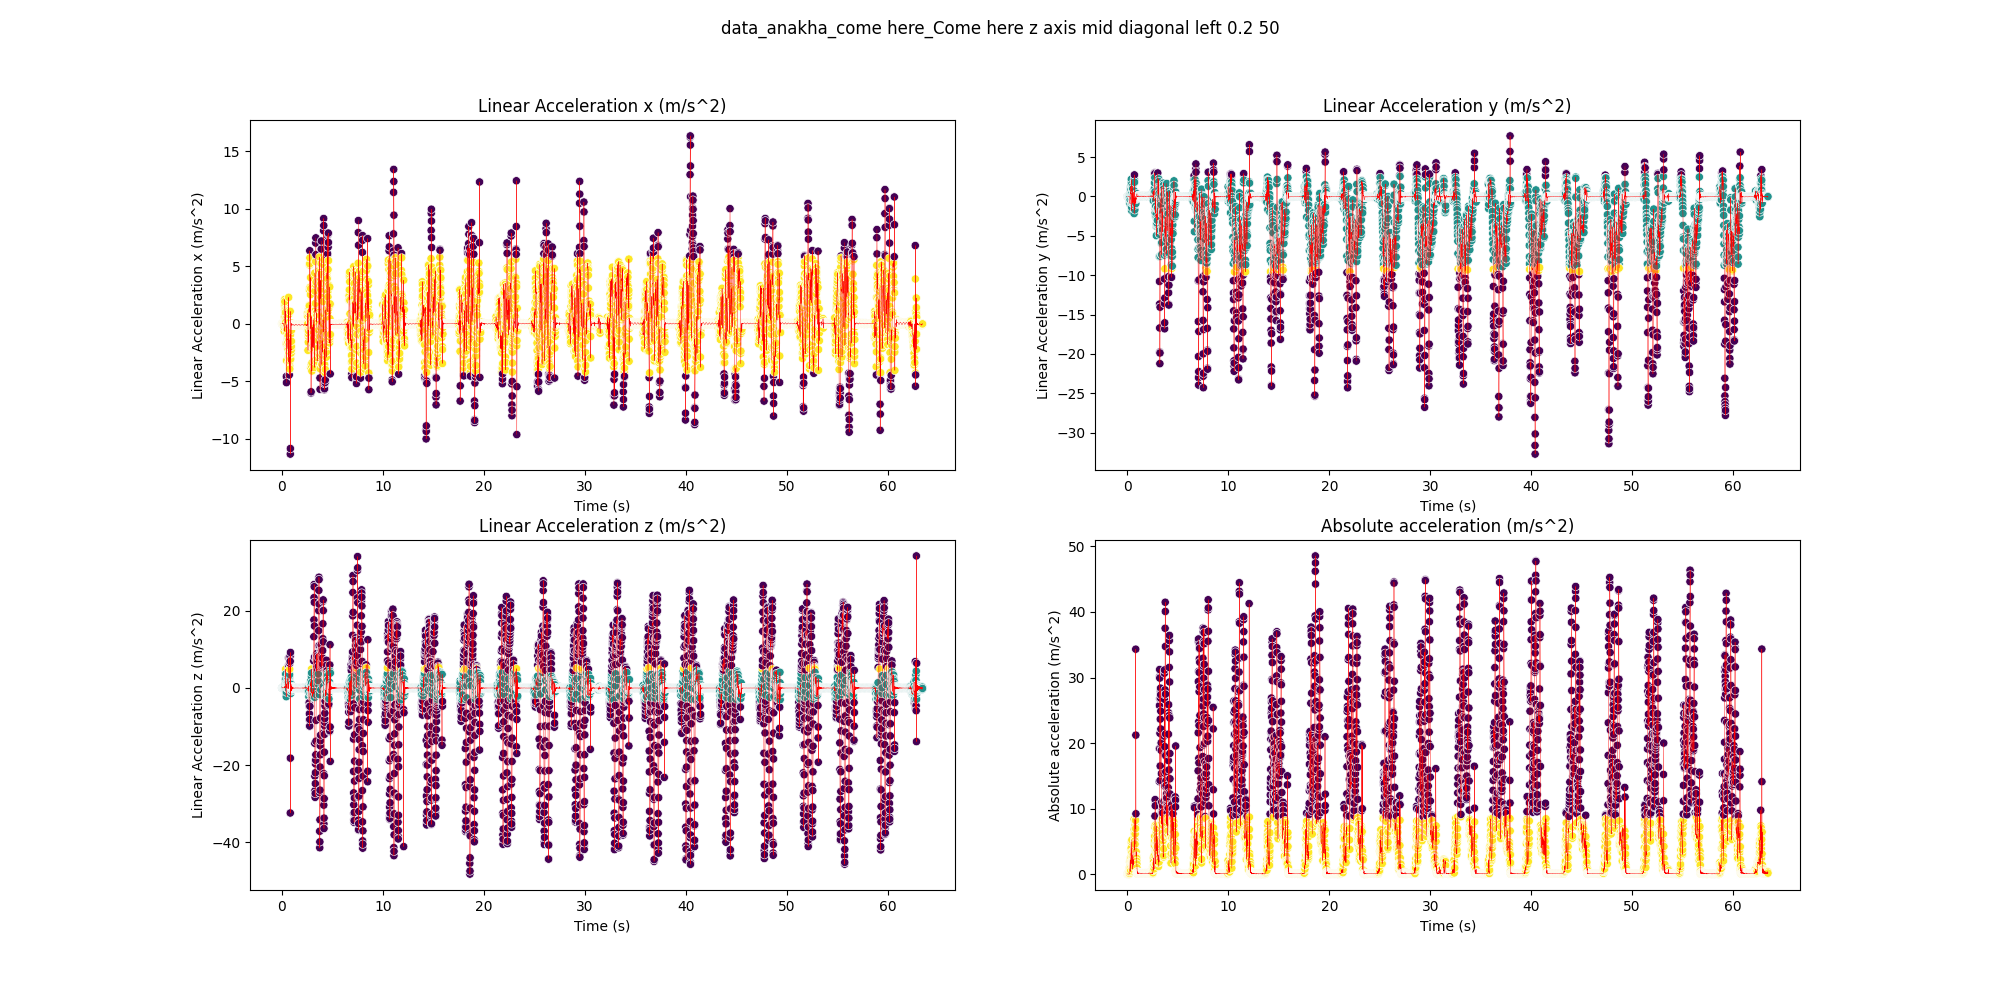 data_anakha_come here_Come here z axis mid diagonal left 0.2 50
Linear Acceleration x (m/s^2)
Linear Acceleration x (m/s^2)
15
10
5
0
−5
−10
0 10 20 30 40 50 60
Time (s)
Linear Acceleration y (m/s^2)
Linear Acceleration y (m/s^2)
5
0
−5
−10
−15
−20
−25
−30
0 10 20 30 40 50 60
Time (s)
Linear Acceleration z (m/s^2)
Linear Acceleration z (m/s^2)
20
0
−20
−40
0 10 20 30 40 50 60
Time (s)
Absolute acceleration (m/s^2)
Absolute acceleration (m/s^2)
50
40
30
20
10
0
0 10 20 30 40 50 60
Time (s)